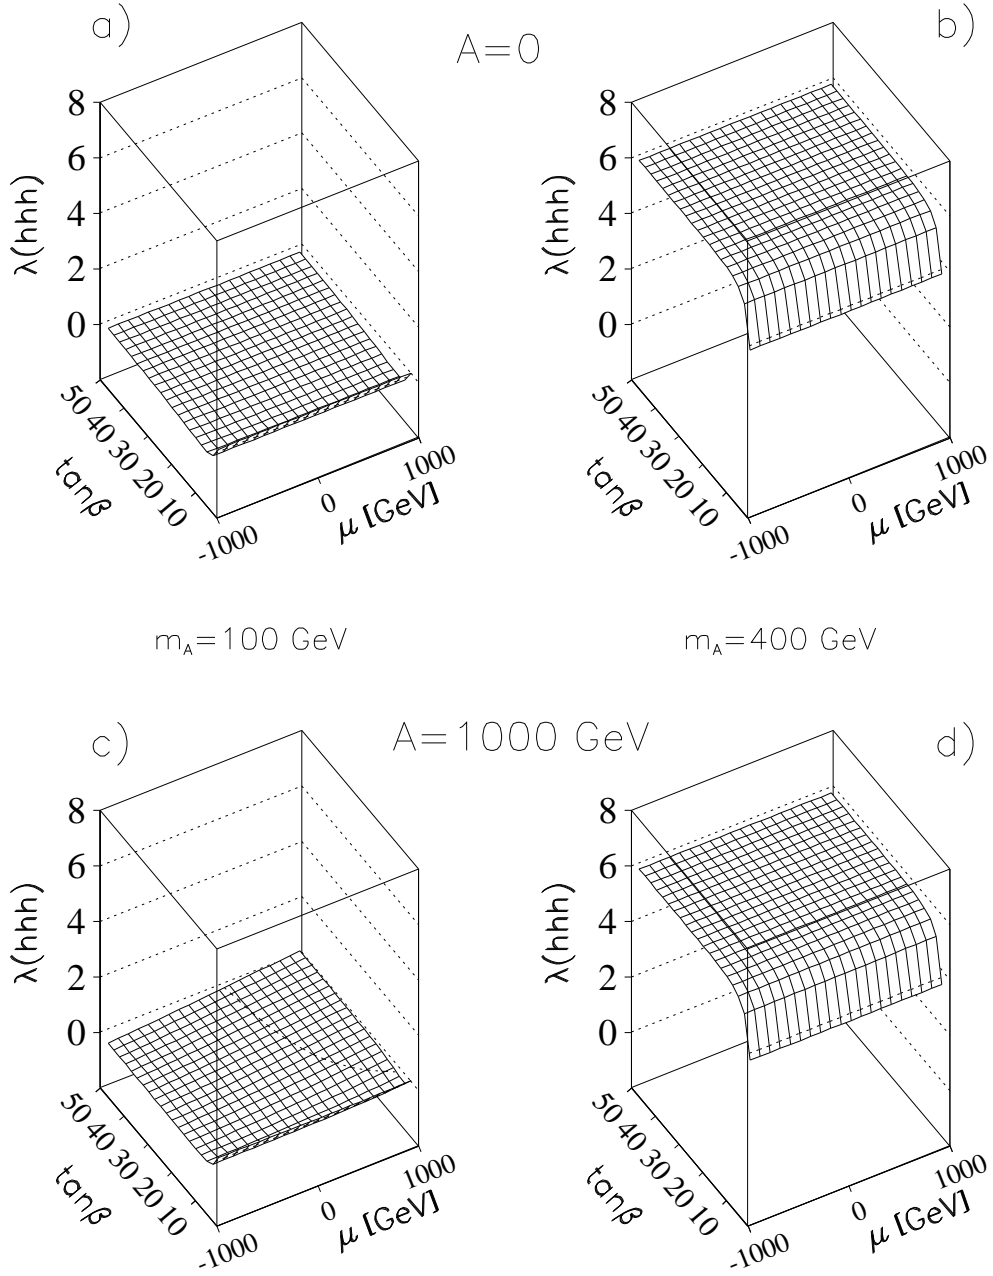 a)
A=0
b)
8
6
4
2
0
λ(hhh)
50 40 30 20 10
tanβ
-1000 0 1000
μ [GeV]
8
6
4
2
0
λ(hhh)
50 40 30 20 10
tanβ
-1000 0 1000
μ [GeV]
m_A=100 GeV
m_A=400 GeV
c)
A=1000 GeV
d)
8
6
4
2
0
λ(hhh)
50 40 30 20 10
tanβ
-1000 0 1000
μ [GeV]
8
6
4
2
0
λ(hhh)
50 40 30 20 10
tanβ
-1000 0 1000
μ [GeV]